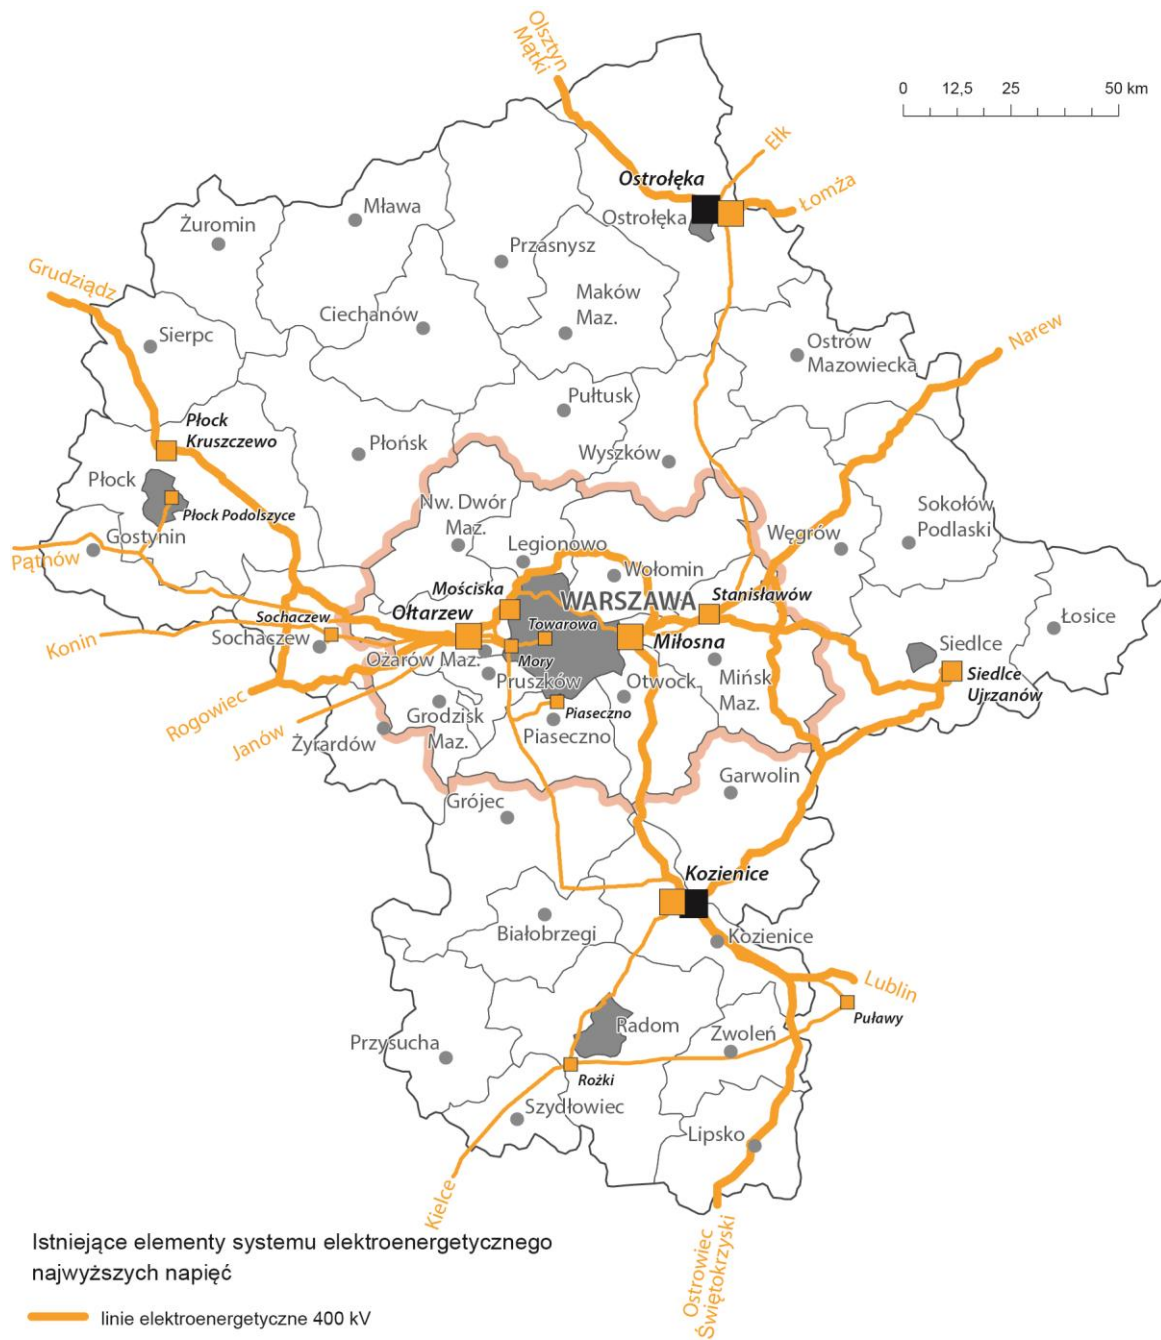 Olsztyn
Mątki
0 12,5 25 50 km
Ełk
Ostrołęka
Łomża
Ostrołęka
Mława
Żuromin
Przasnysz
Grudziądz
Maków
Maz.
Ciechanów
Sierpc
Ostrów
Mazowiecka
Narew
Pułtusk
Płock
Kruszczewo
Płońsk
Wyszków
Płock
Nw. Dwór
Maz.
Sokołów
Podlaski
Płock Podolszyce
Węgrów
Gostynin
Legionowo
Pątnów
Wołomin
Mościska
WARSZAWA
Stanisławów
Ołtarzew
Łosice
Sochaczew
Towarowa
Konin
Sochaczew
Miłosna
Siedlce
Ożarów Maz.
Mory
Pruszków
Otwock
Mińsk
Maz.
Siedlce
Ujrzanów
Rogowiec
Janów
Grodzisk
Maz.
Piaseczno
Piaseczno
Żyrardów
Garwolin
Grójec
Kozienice
Białobrzegi
Kozienice
Lublin
Puławy
Radom
Zwoleń
Przysucha
Rożki
Szydłowiec
Lipsko
Kielce
Ostrowiec
Świętokrzyski
Istniejące elementy systemu elektroenergetycznego
najwyższych napięć
linie elektroenergetyczne 400 kV